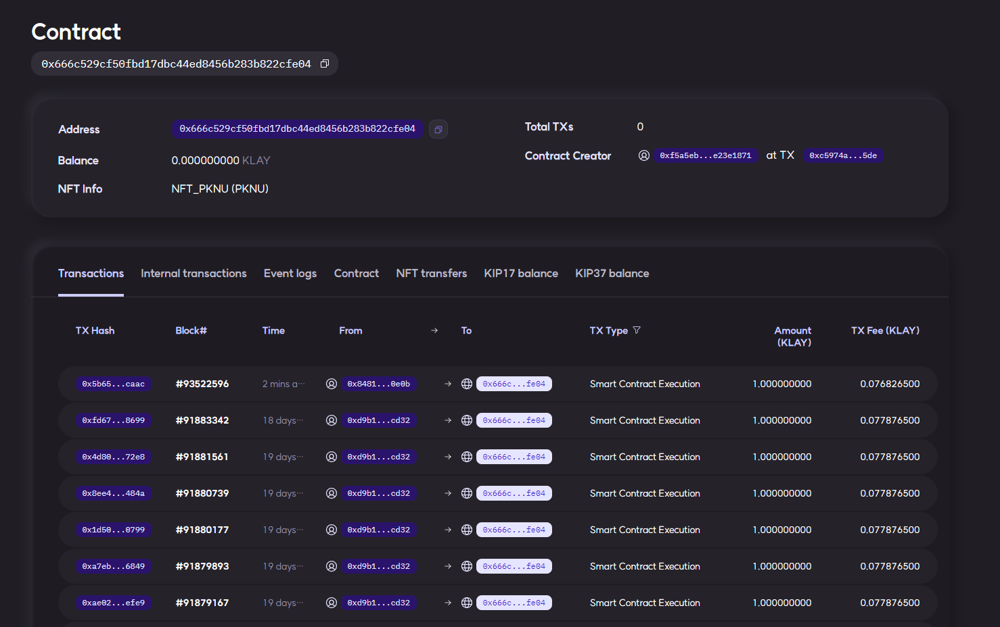 Contract
0x666c529cf50fbd17dbc44ed8456b283b822cfe04
Address 0x666c529cf50fbd17dbc44ed8456b283b822cfe04
Balance 0.000000000 KLAY
NFT Info NFT_PKNU (PKNU)
Total TXs 0
Contract Creator 0xf5a5eb...e23e1871 at TX 0xc5974a...5de
Transactions Internal transactions Event logs Contract NFT transfers KIP17 balance KIP37 balance
TX Hash Block# Time From → To TX Type Amount (KLAY) TX Fee (KLAY)
0x5b65...caac #93522596 2 mins a··· 0x8481...0e0b → 0x666c...fe04 Smart Contract Execution 1.000000000 0.076826500
0xfd67...8699 #91883342 18 days··· 0xd9b1...cd32 → 0x666c...fe04 Smart Contract Execution 1.000000000 0.077876500
0x4d80...72e8 #91881561 19 days··· 0xd9b1...cd32 → 0x666c...fe04 Smart Contract Execution 1.000000000 0.077876500
0x8ee4...484a #91880739 19 days··· 0xd9b1...cd32 → 0x666c...fe04 Smart Contract Execution 1.000000000 0.077876500
0x1d50...0799 #91880177 19 days··· 0xd9b1...cd32 → 0x666c...fe04 Smart Contract Execution 1.000000000 0.077876500
0xa7eb...6849 #91879893 19 days··· 0xd9b1...cd32 → 0x666c...fe04 Smart Contract Execution 1.000000000 0.077876500
0xae02...efe9 #91879167 19 days··· 0xd9b1...cd32 → 0x666c...fe04 Smart Contract Execution 1.000000000 0.077876500